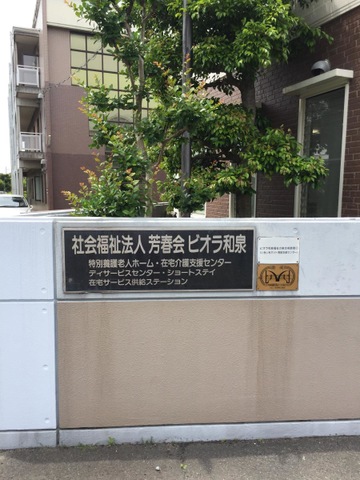 社会福祉法人 芳春会 ビオラ和泉
特別養護老人ホーム・在宅介護支援センター
デイサービスセンター・ショートステイ
在宅サービス供給ステーション